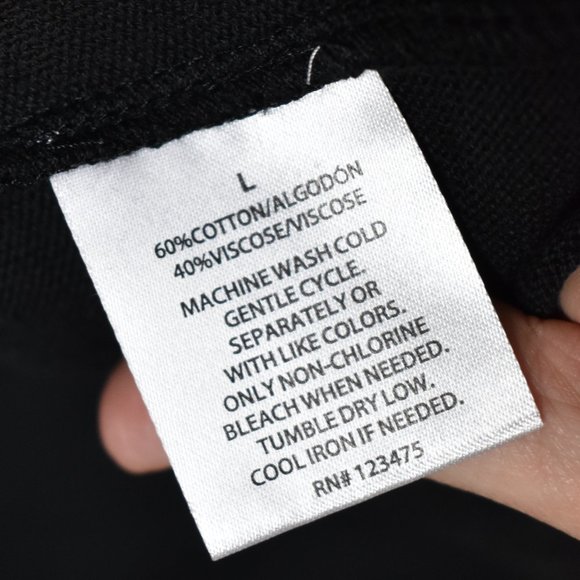 L
60%COTTON/ALGODÓN
40%VISCOSE/VISCOSE
MACHINE WASH COLD
GENTLE CYCLE.
SEPARATELY OR
WITH LIKE COLORS.
ONLY NON-CHLORINE
BLEACH WHEN NEEDED.
TUMBLE DRY LOW.
COOL IRON IF NEEDED.
RN# 123475